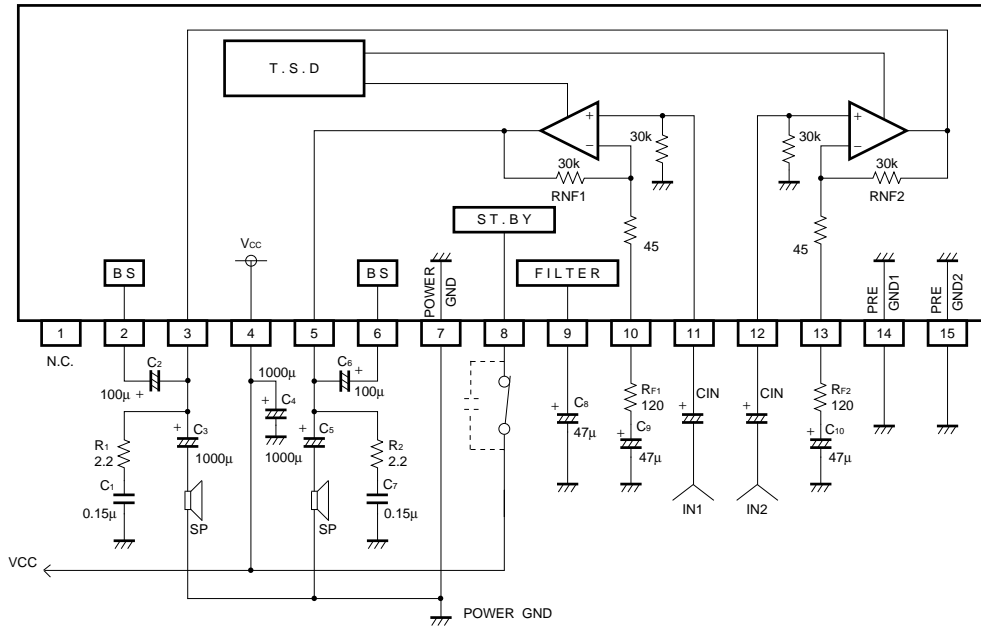 T.S.D
+
−
30k
30k
RNF1
+
−
30k
30k
RNF2
45
45
ST.BY
VCC
BS
BS
POWER GND
FILTER
PRE GND1
PRE GND2
1 2 3 4 5 6 7 8 9 10 11 12 13 14 15
N.C.
C2
100μ +
1000μ
+ C4
C6 +
100μ
R1
2.2
+ C3
1000μ
+ C5
1000μ
R2
2.2
C1
0.15μ
SP
SP
C7
0.15μ
+ C8
47μ
RF1
120
+ C9
47μ
+ CIN
IN1
+ CIN
IN2
RF2
120
+ C10
47μ
VCC
POWER GND